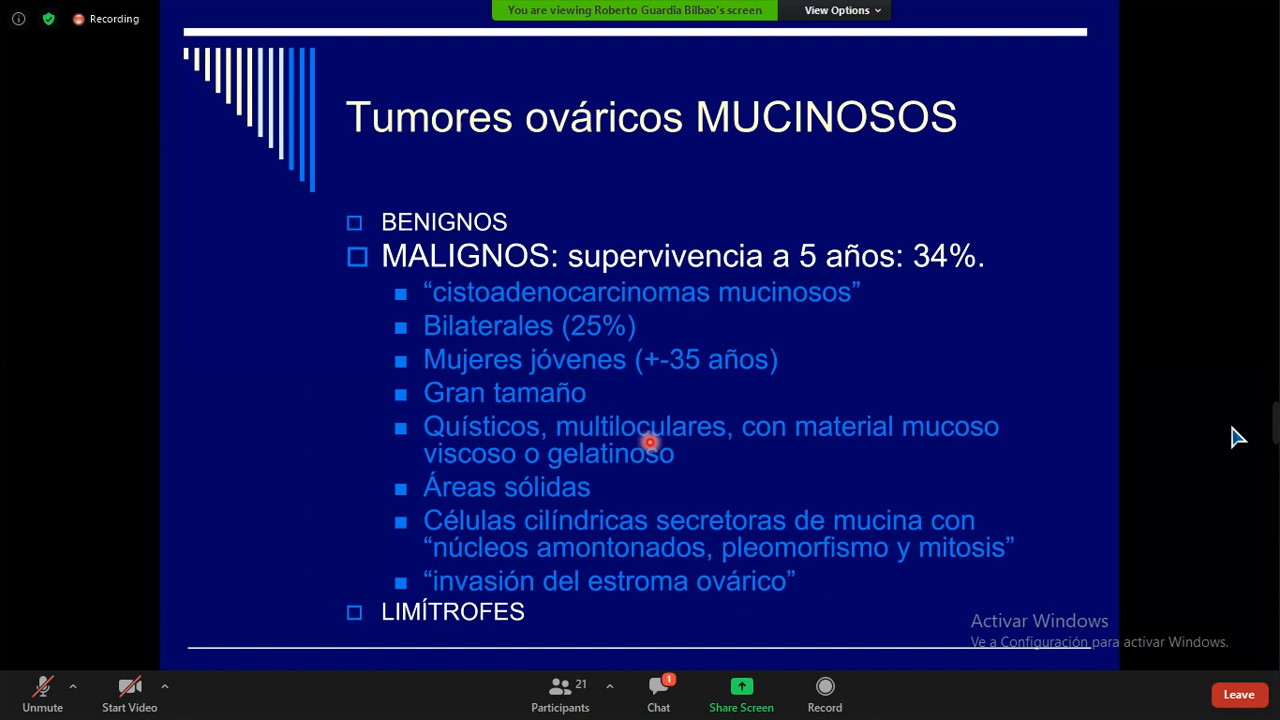 Recording
You are viewing Roberto Guardia Bilbao's screen
View Options
Tumores ováricos MUCINOSOS
BENIGNOS
MALIGNOS: supervivencia a 5 años: 34%.
“cistoadenocarcinomas mucinosos”
Bilaterales (25%)
Mujeres jóvenes (+-35 años)
Gran tamaño
Quísticos, multiloculares, con material mucoso
viscoso o gelatinoso
Áreas sólidas
Células cilíndricas secretoras de mucina con
“núcleos amontonados, pleomorfismo y mitosis”
“invasión del estroma ovárico”
LIMÍTROFES
Activar Windows
Ve a Configuración para activar Windows.
Unmute
Start Video
21
Participants
1
Chat
Share Screen
Record
Leave